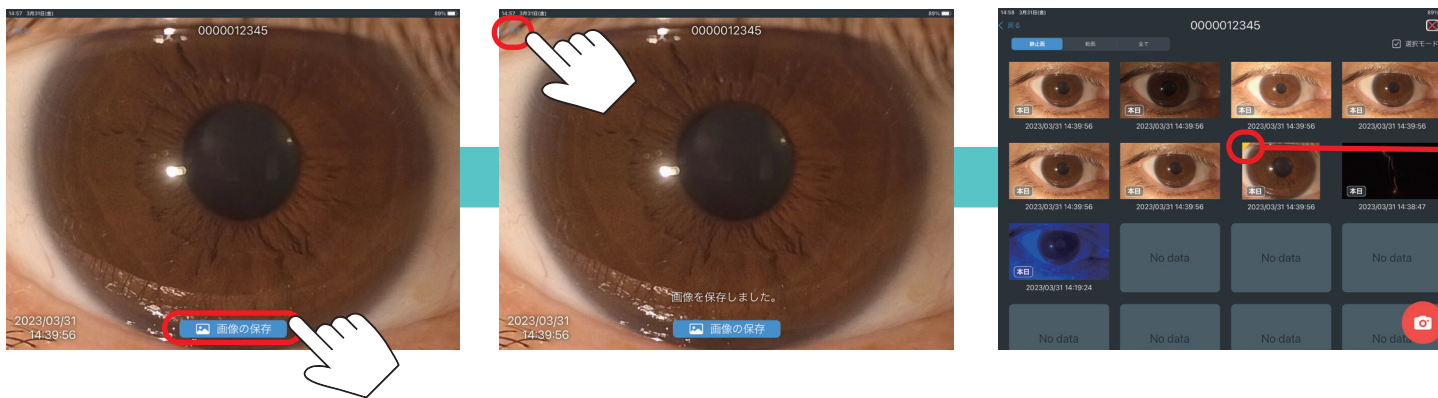 14:57 3月31日(金)
89%
0000012345
2023/03/31
14:39:56
画像の保存
14:57 3月31日(金)
89%
0000012345
画像を保存しました。
2023/03/31
14:39:56
画像の保存
14:58 3月31日(金)
89%
戻る
0000012345
静止画
動画
全て
選択モード
本日
本日
本日
本日
2023/03/31 14:39:56
2023/03/31 14:39:56
2023/03/31 14:39:56
2023/03/31 14:39:56
本日
本日
本日
本日
2023/03/31 14:39:56
2023/03/31 14:39:56
2023/03/31 14:39:56
2023/03/31 14:38:47
本日
No data
No data
No data
2023/03/31 14:19:24
No data
No data
No data
No data